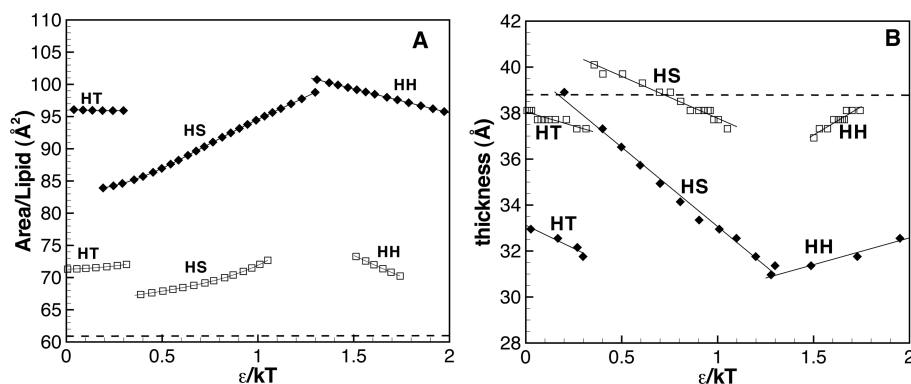 A
B
Area/Lipid (Å²)
110
105
100
95
90
85
80
75
70
65
60
HT
HS
HH
HT
HS
HH
0
0.5
1
1.5
2
ε/kT
thickness (Å)
42
40
38
36
34
32
30
28
HS
HT
HH
HS
HT
HH
0
0.5
1
1.5
2
ε/kT